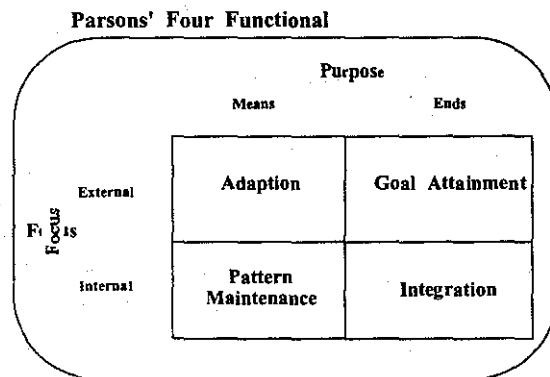 Parsons' Four Functional
Purpose
Means Ends
External
Adaption
Goal Attainment
Focus
Internal
Pattern
Maintenance
Integration